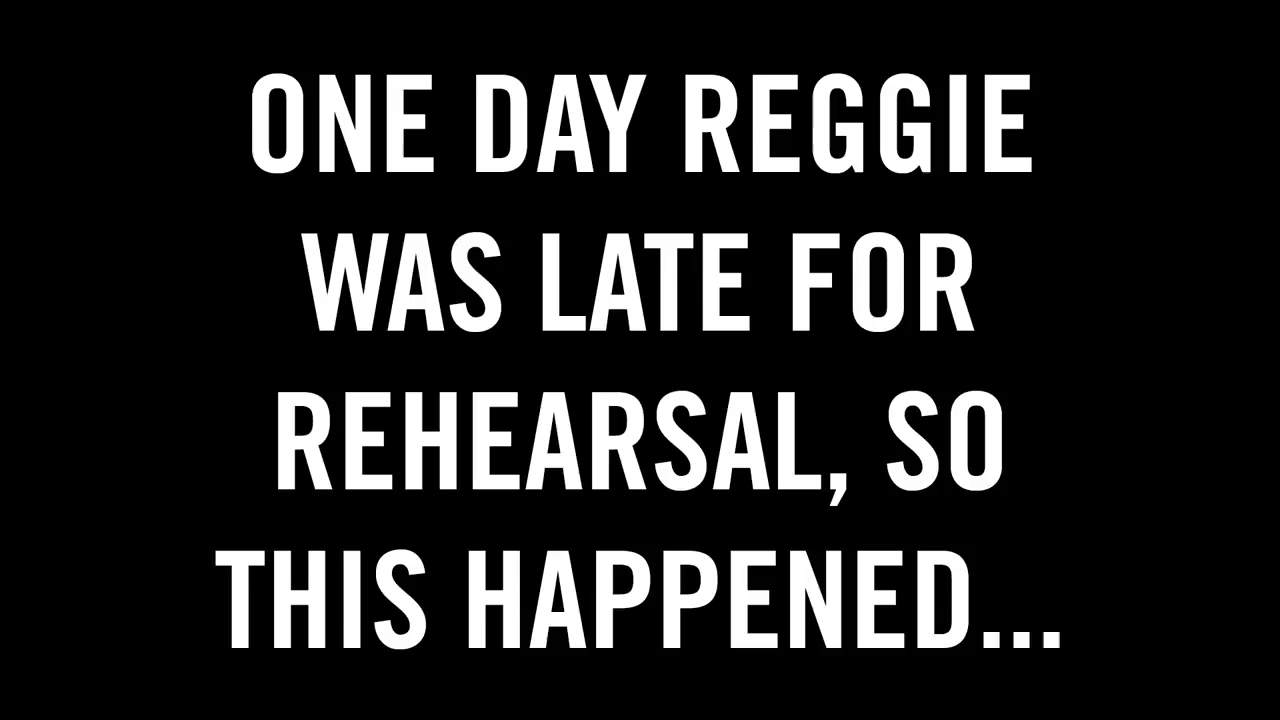 ONE DAY REGGIE
WAS LATE FOR
REHEARSAL, SO
THIS HAPPENED...